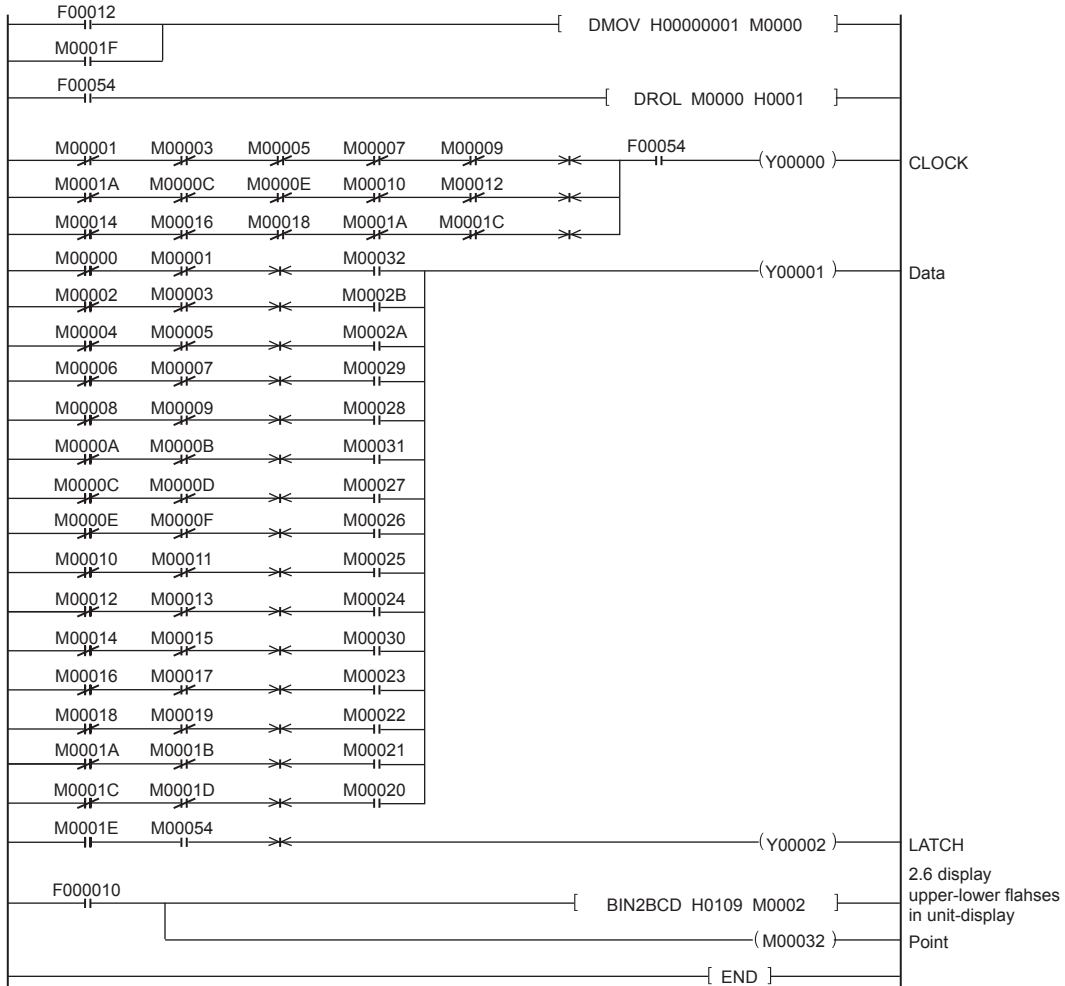 F00012
DMOV H00000001 M0000
M0001F
F00054
DROL M0000 H0001
M00001 M00003 M00005 M00007 M00009 F00054 (Y00000) CLOCK
M0001A M0000C M0000E M00010 M00012
M00014 M00016 M00018 M0001A M0001C
M00000 M00001 M00032 (Y00001) Data
M00002 M00003 M0002B
M00004 M00005 M0002A
M00006 M00007 M00029
M00008 M00009 M00028
M0000A M0000B M00031
M0000C M0000D M00027
M0000E M0000F M00026
M00010 M00011 M00025
M00012 M00013 M00024
M00014 M00015 M00030
M00016 M00017 M00023
M00018 M00019 M00022
M0001A M0001B M00021
M0001C M0001D M00020
M0001E M00054 (Y00002) LATCH
2.6 display
upper-lower flahses
in unit-display
F000010
BIN2BCD H0109 M0002
(M00032) Point
END